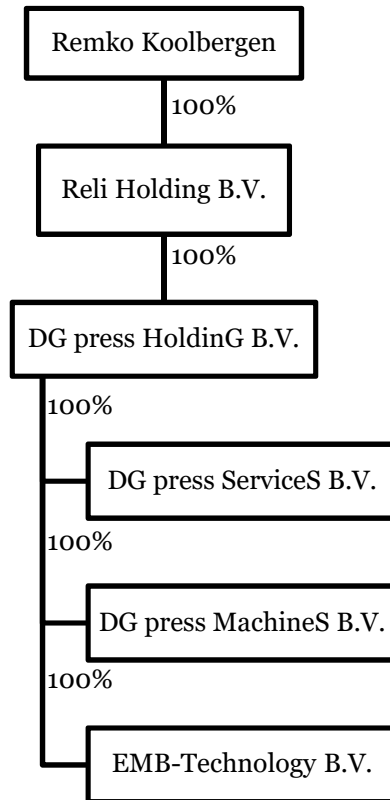 Remko Koolbergen
100%
Reli Holding B.V.
100%
DG press HoldinG B.V.
100%
DG press ServiceS B.V.
100%
DG press MachineS B.V.
100%
EMB-Technology B.V.